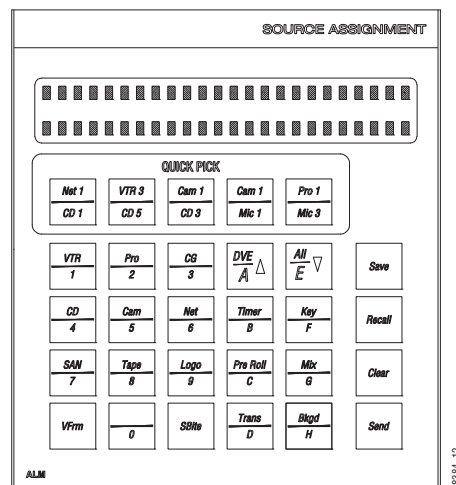 SOURCE ASSIGNMENT
QUICK PICK
Net 1 VTR 3 Cam 1 Cam 1 Pro 1
CD 1 CD 5 CD 3 Mic 1 Mic 3
VTR Pro CG DVE All Save
1 2 3 A E
CD Cam Net Timer Key Recall
4 5 6 B F
SAN Tape Logo Pre Roll Mix Clear
7 8 9 C G
VFrm SBite Trans Bkgd Send
0 D H
ALM
8384_12